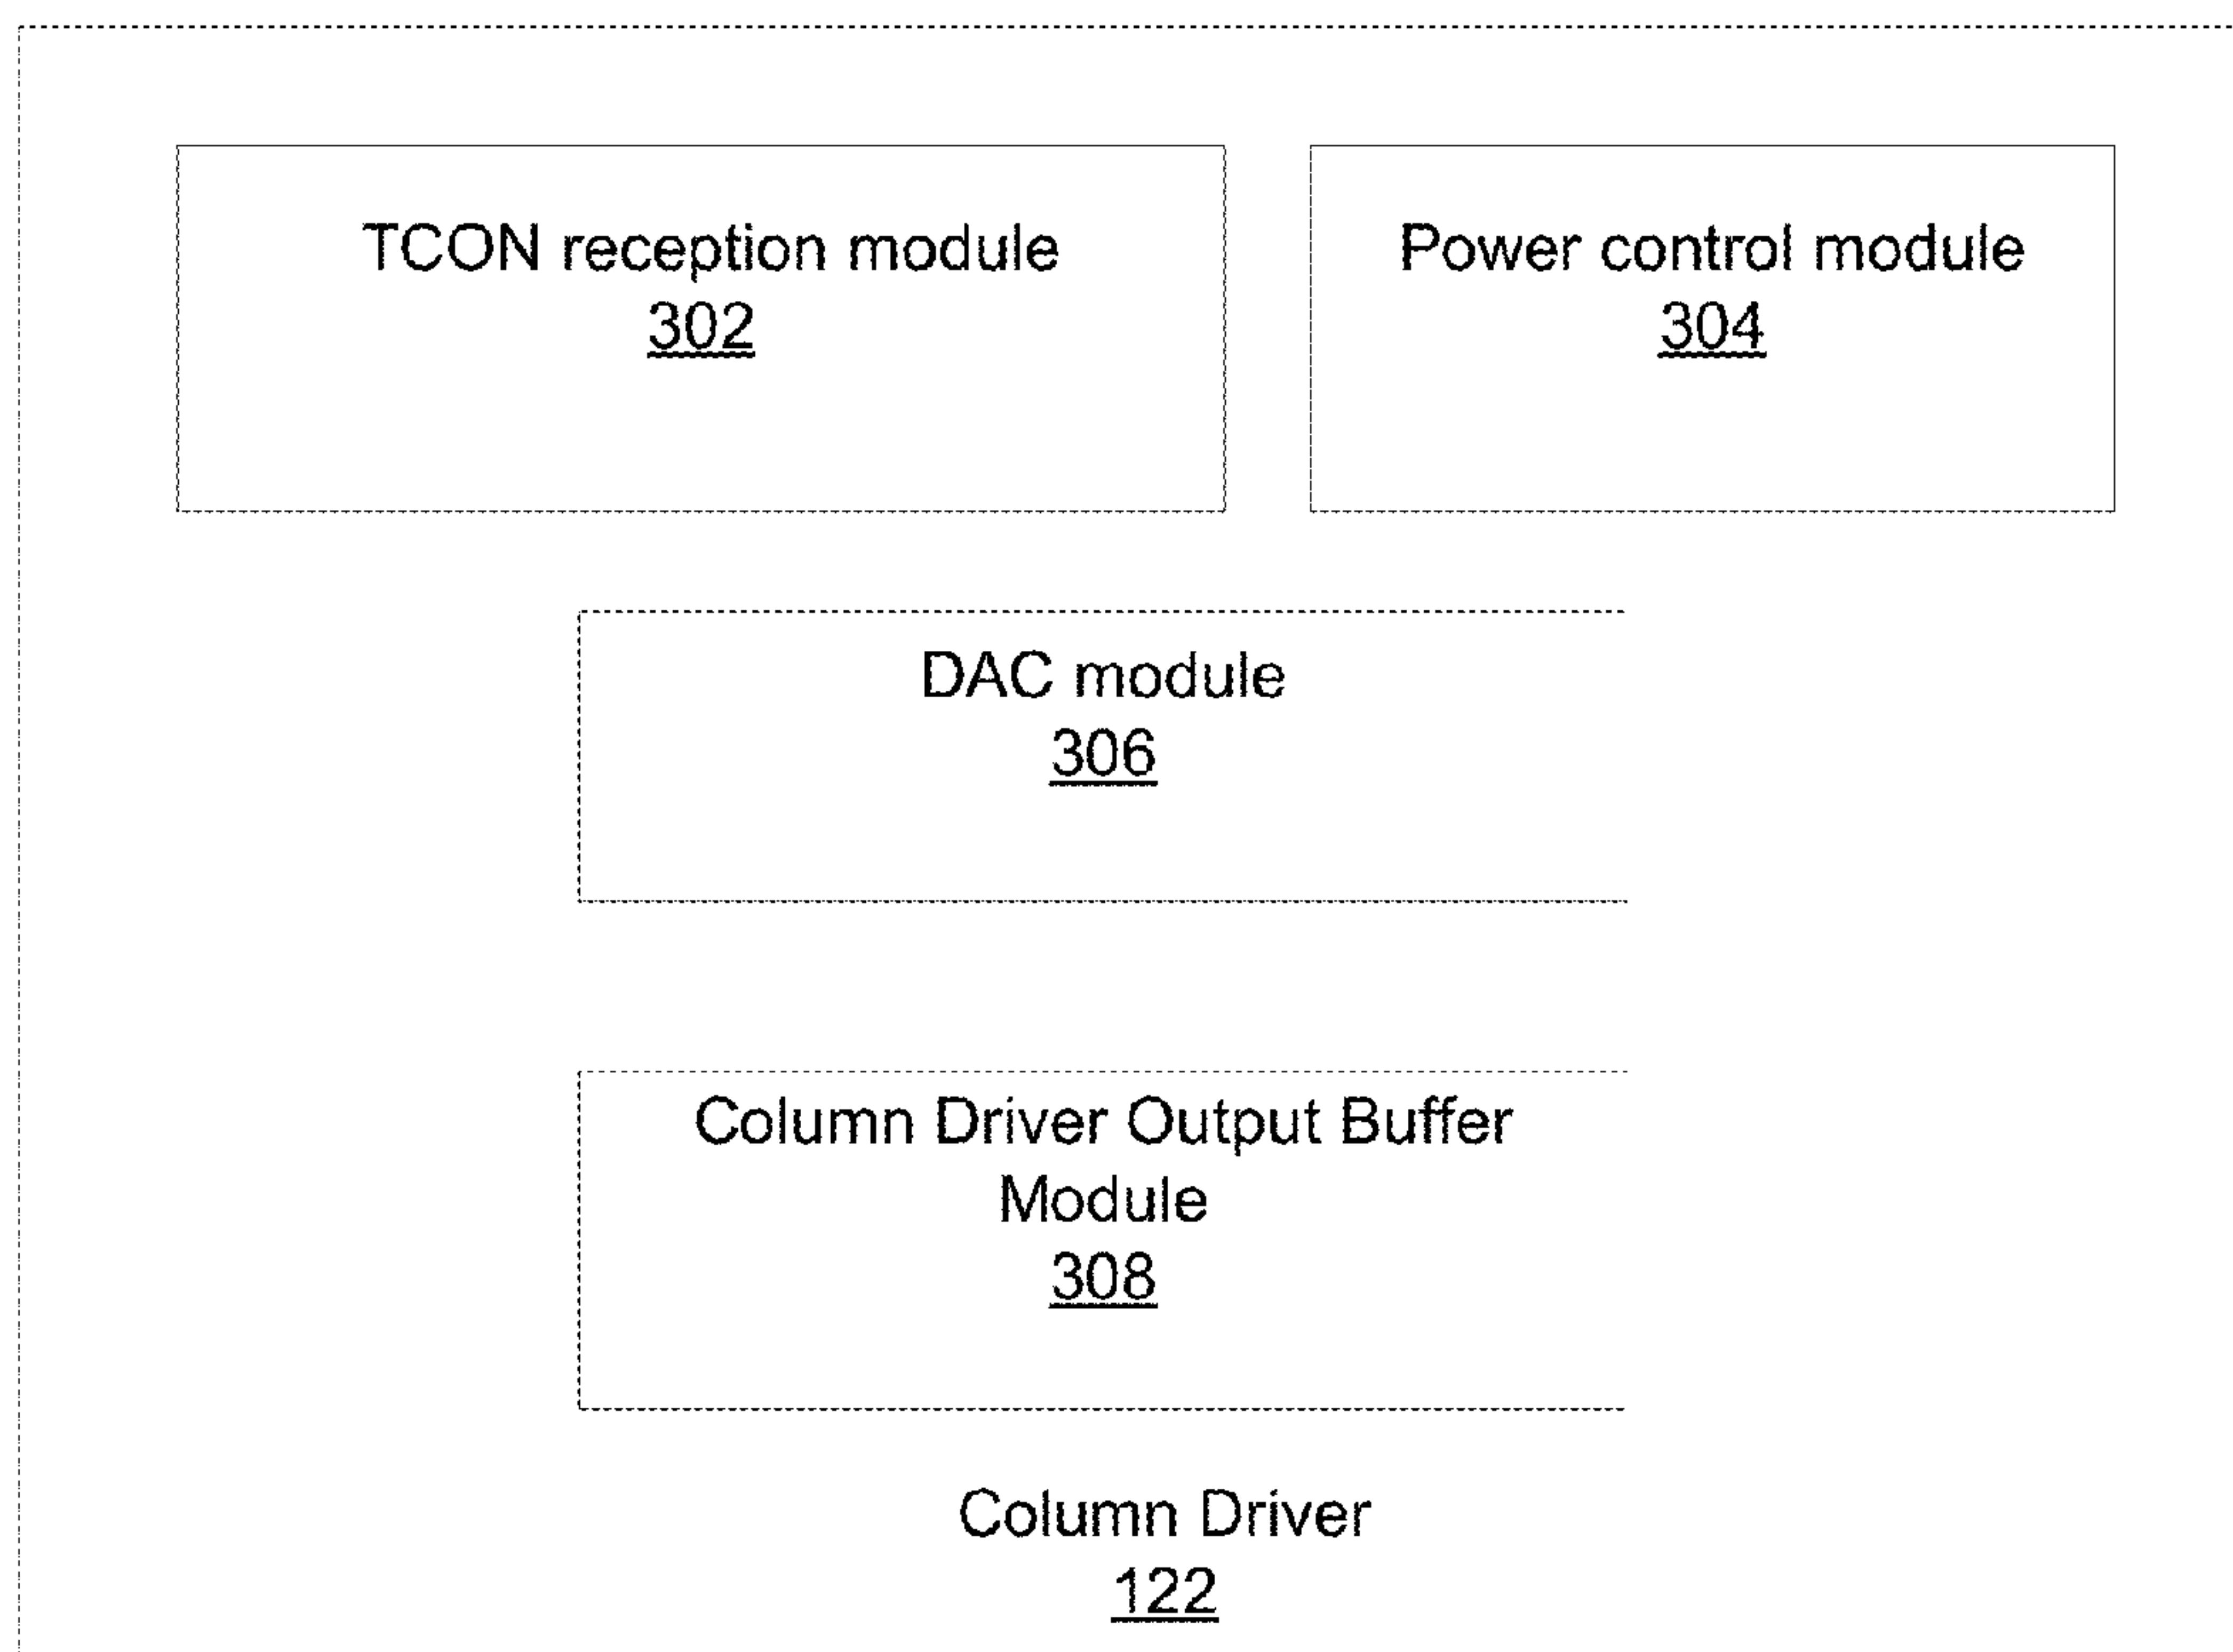 TCON reception module
302
Power control module
304
DAC module
306
Column Driver Output Buffer
Module
308
Column Driver
122